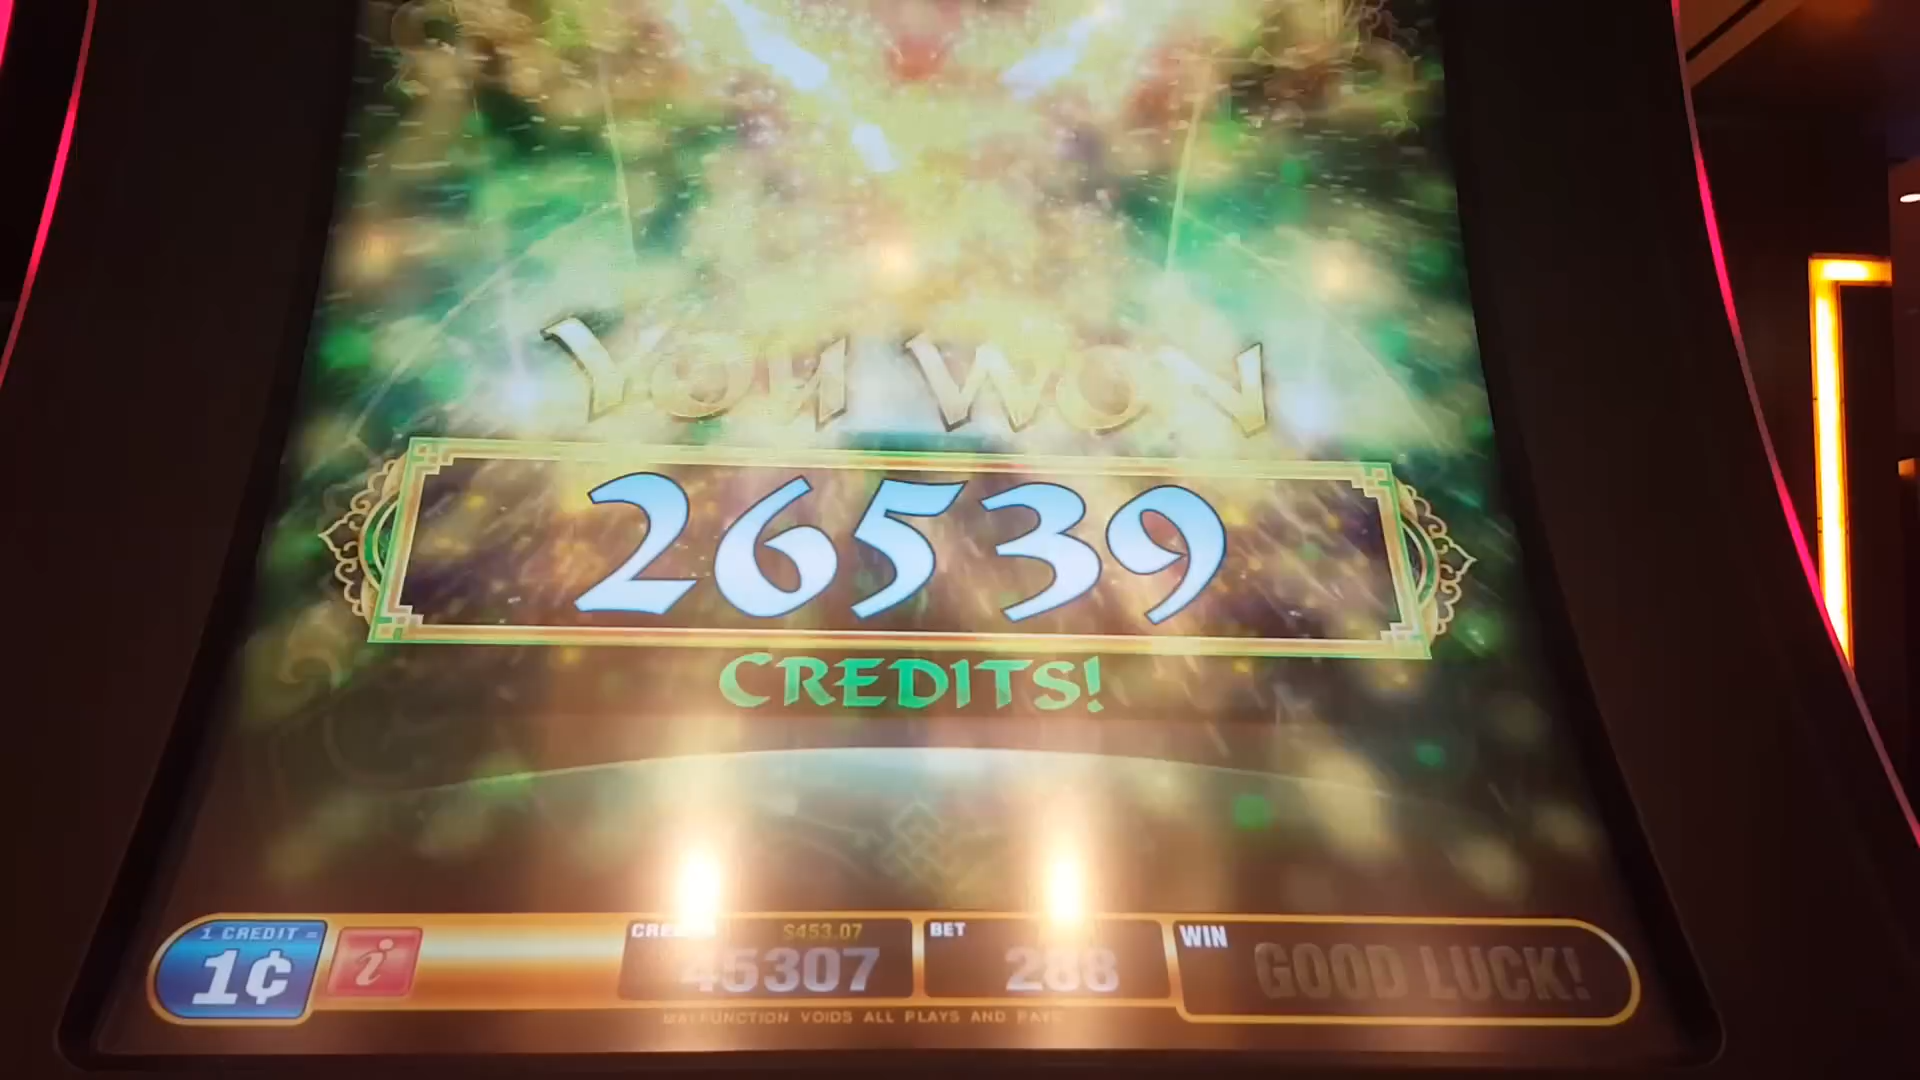 YOU WON
26539
CREDITS!
1 CREDIT =
1¢
i
CREDIT $453.07
45307
BET
288
WIN
GOOD LUCK!
MALFUNCTION VOIDS ALL PLAYS AND PAYS